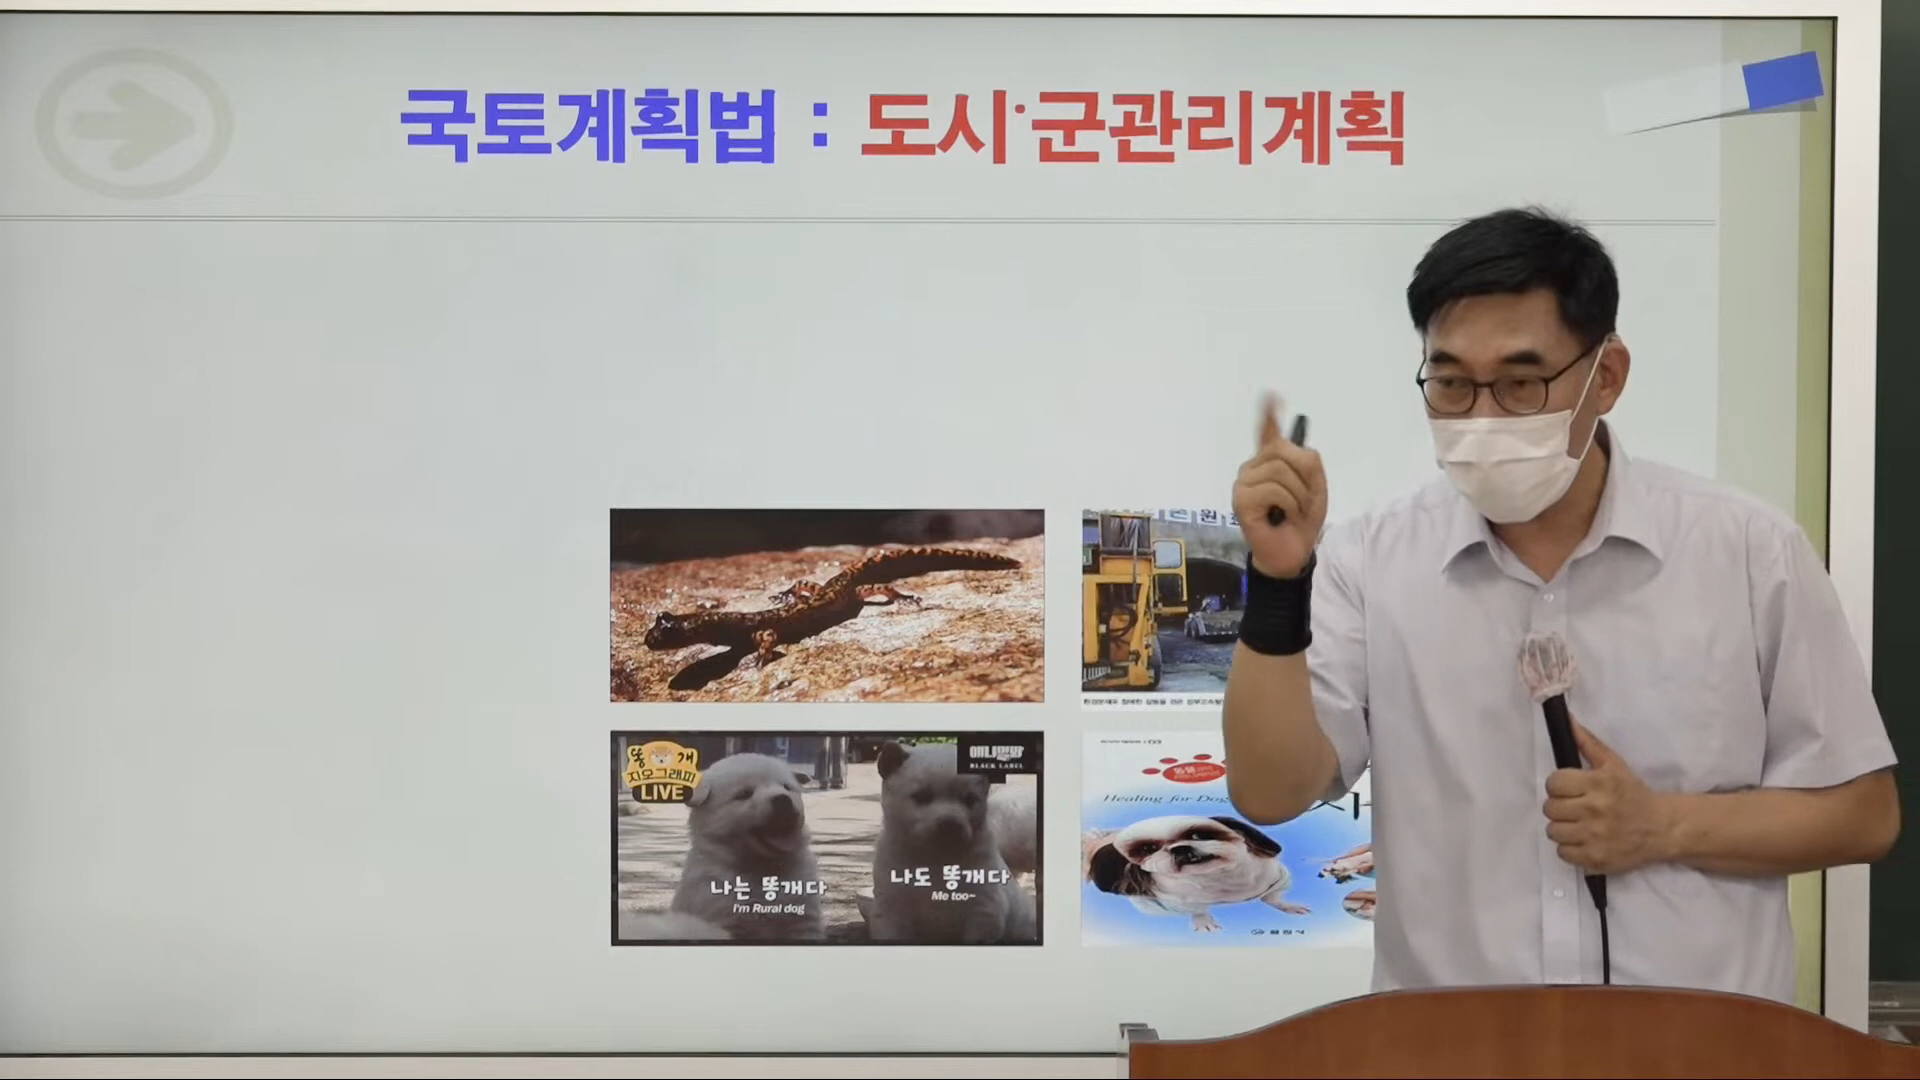 국토계획법 : 도시·군관리계획
똥개
지오그래피
LIVE
애니멀봐
BLACK LABEL
나는 똥개다
I'm Rural dog
나도 똥개다
Me too~
Healing for Dog